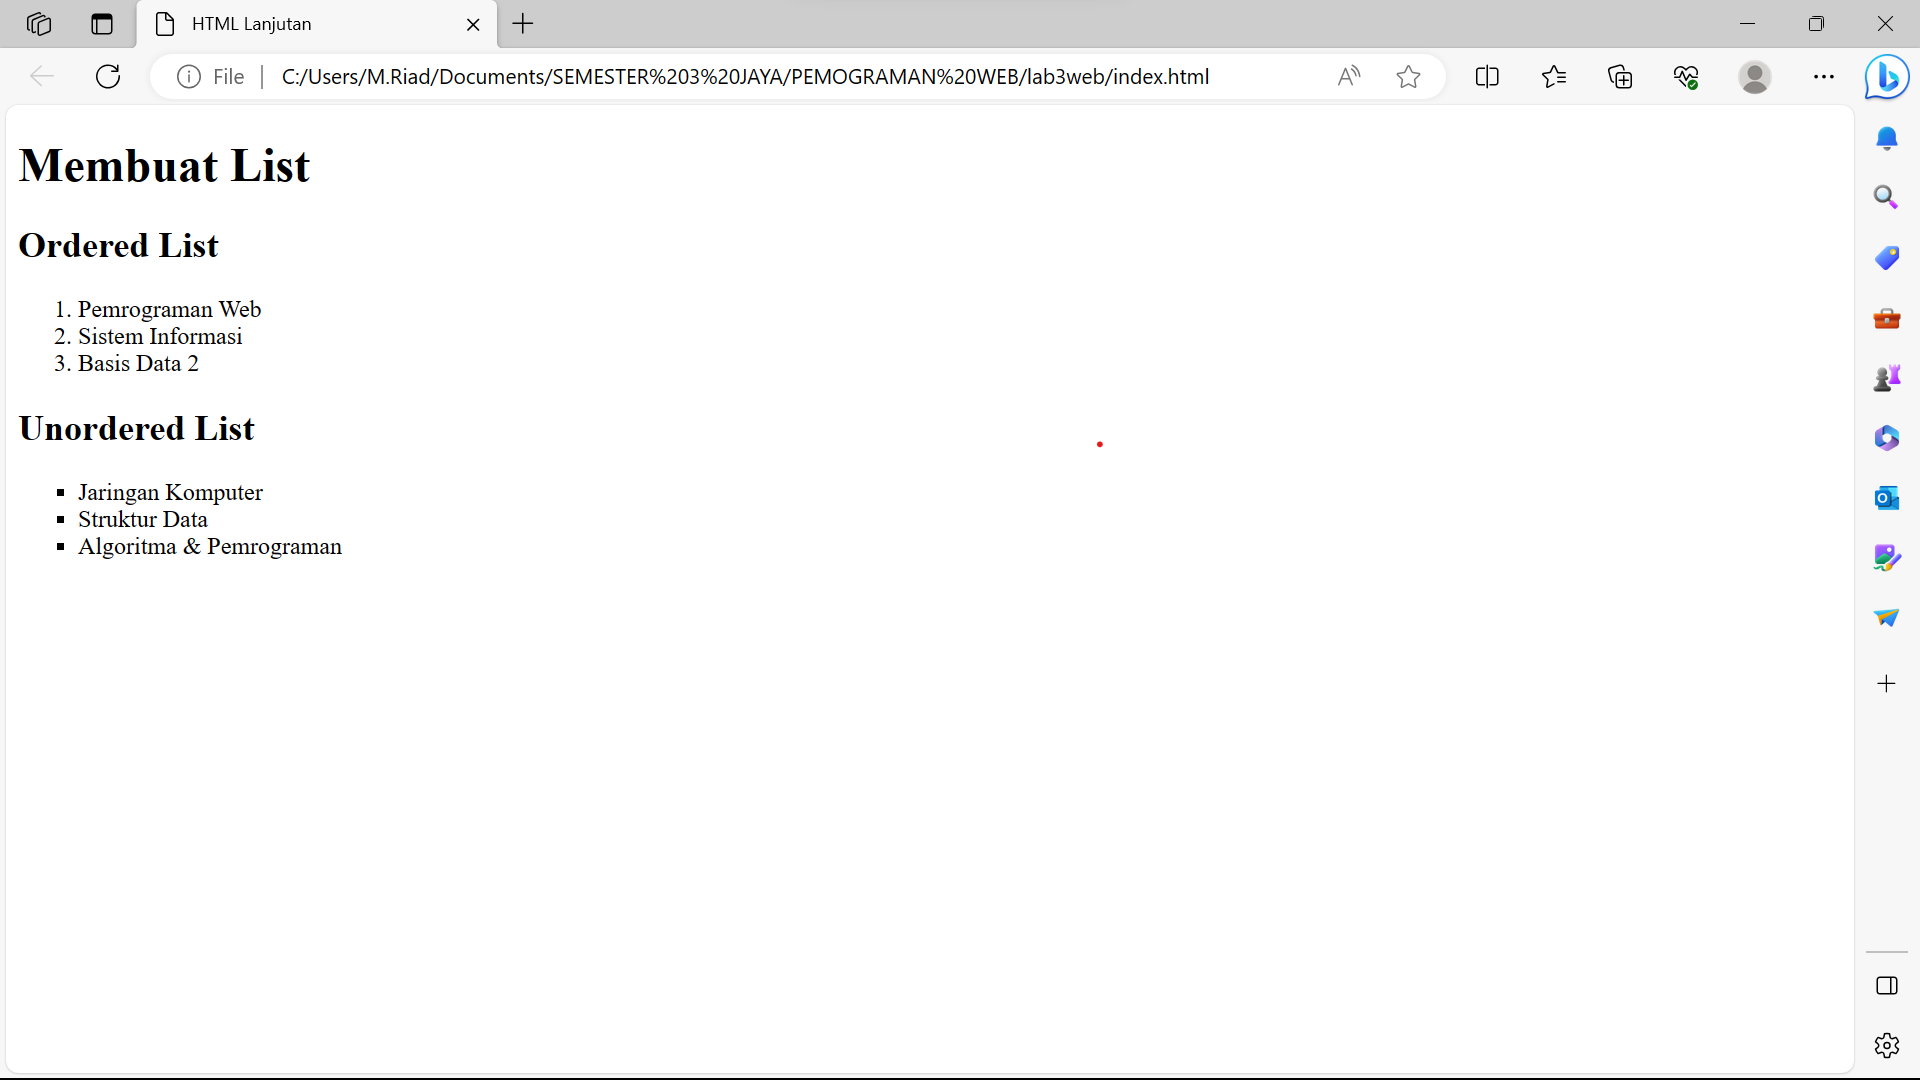 HTML Lanjutan
File
C:/Users/M.Riad/Documents/SEMESTER%203%20JAYA/PEMOGRAMAN%20WEB/lab3web/index.html
Membuat List
Ordered List
1. Pemrograman Web
2. Sistem Informasi
3. Basis Data 2
Unordered List
▪ Jaringan Komputer
▪ Struktur Data
▪ Algoritma & Pemrograman